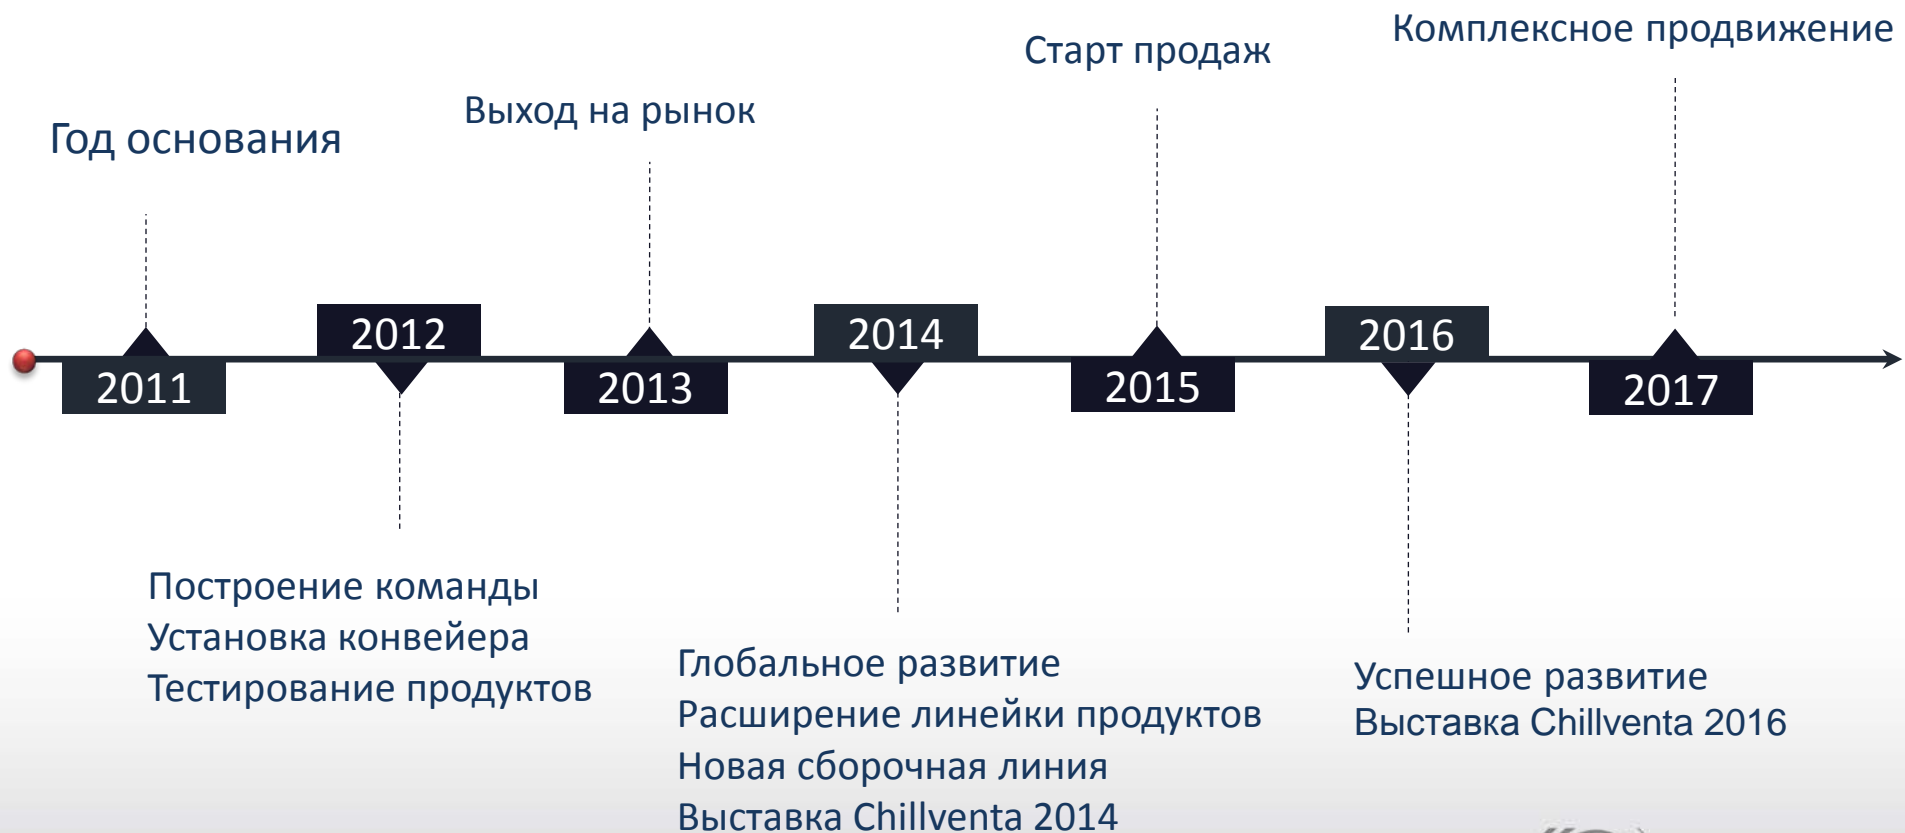 Комплексное продвижение
Старт продаж
Выход на рынок
Год основания
2012
2014
2016
2011
2013
2015
2017
Построение команды
Установка конвейера
Тестирование продуктов
Глобальное развитие
Расширение линейки продуктов
Новая сборочная линия
Выставка Chillventa 2014
Успешное развитие
Выставка Chillventa 2016